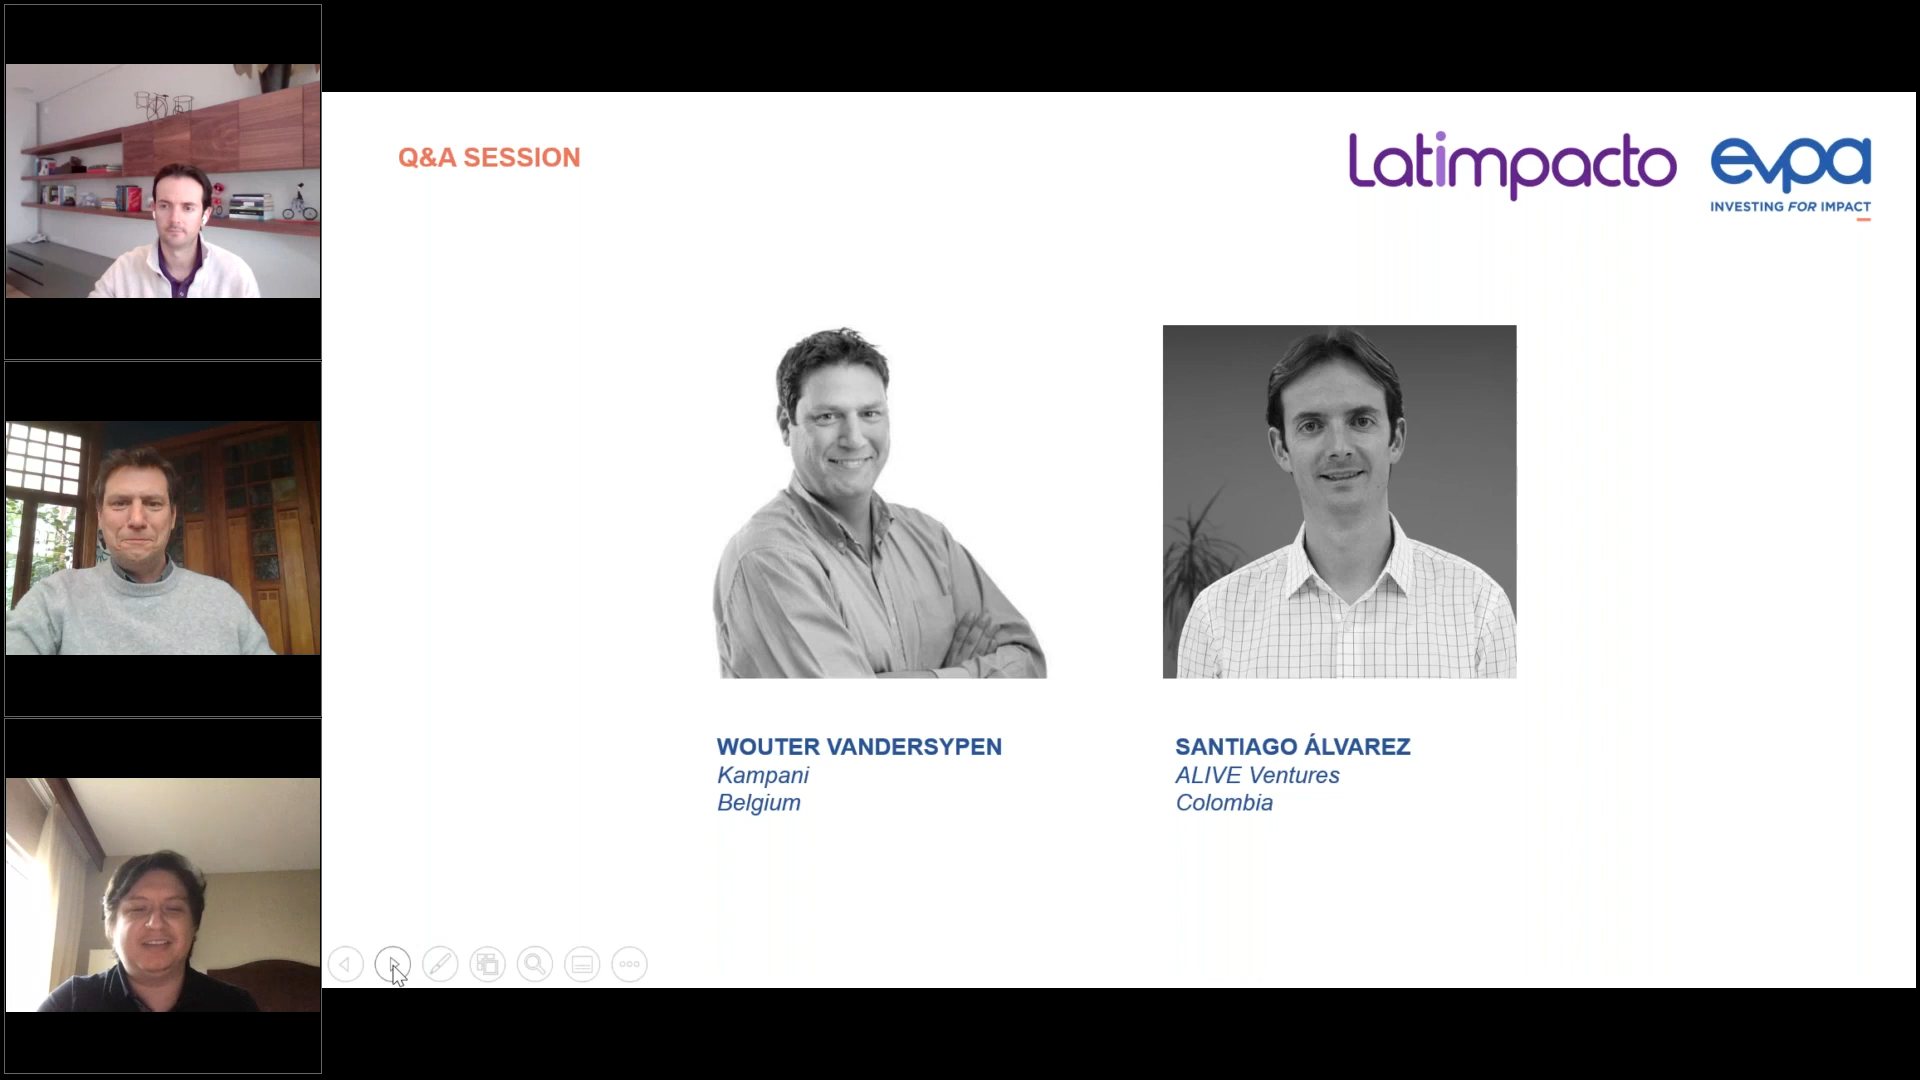 Q&A SESSION
Latimpacto
evpa
INVESTING FOR IMPACT
WOUTER VANDERSYPEN
Kampani
Belgium
SANTIAGO ÁLVAREZ
ALIVE Ventures
Colombia